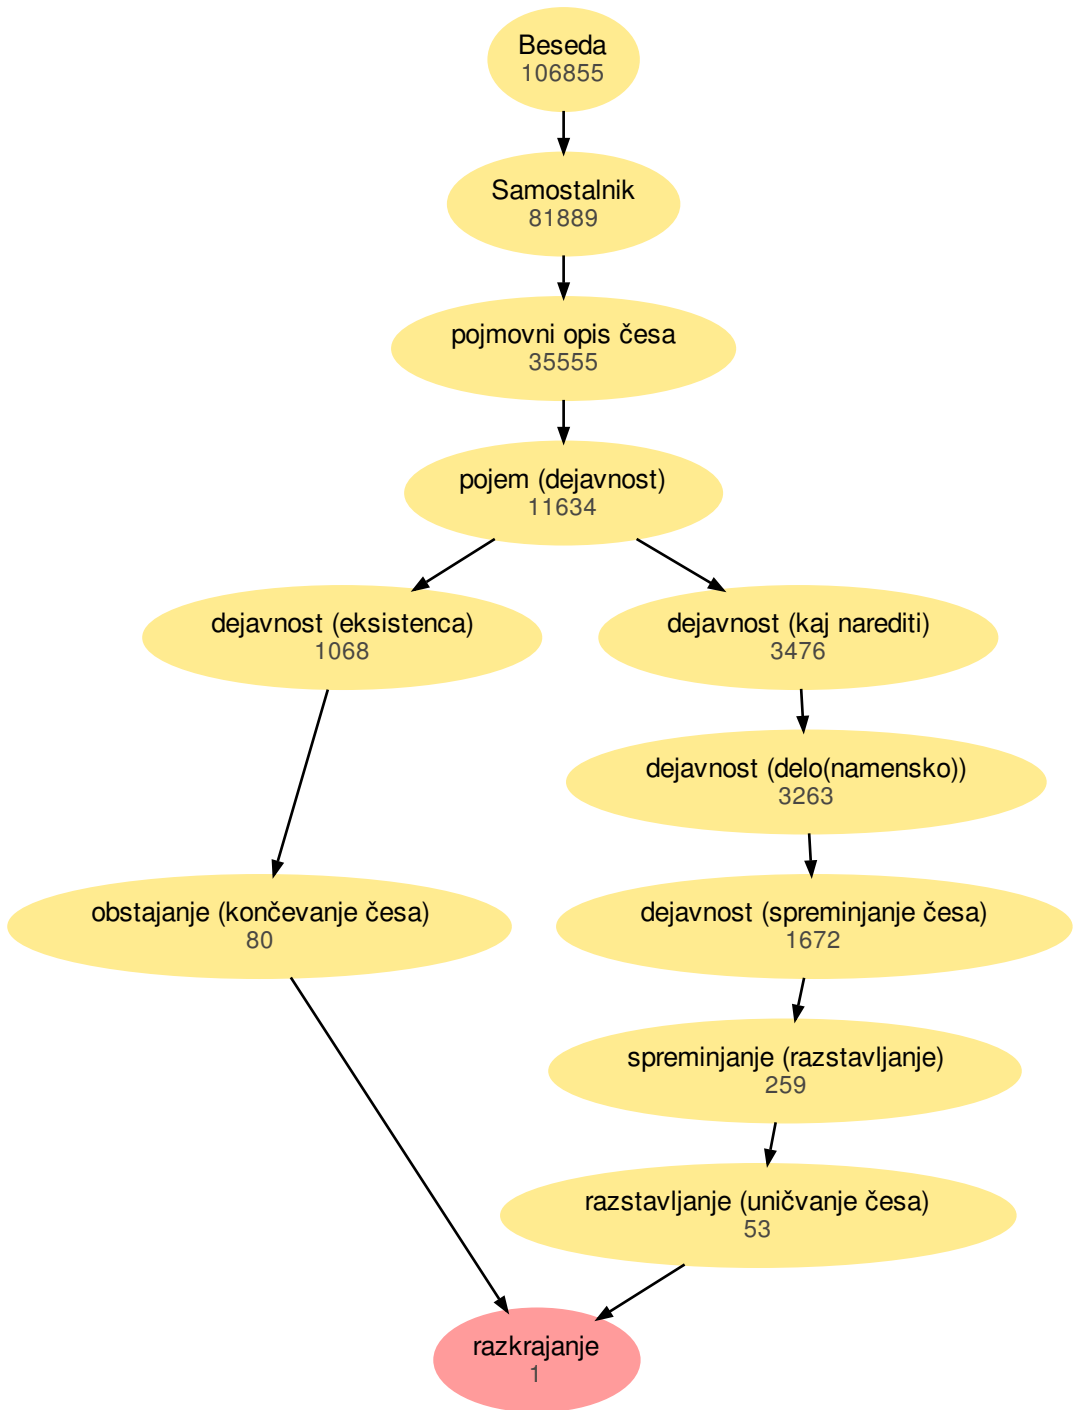 Beseda
106855
Samostalnik
81889
pojmovni opis česa
35555
pojem (dejavnost)
11634
dejavnost (eksistenca)
1068
dejavnost (kaj narediti)
3476
dejavnost (delo(namensko))
3263
obstajanje (končevanje česa)
80
dejavnost (spreminjanje česa)
1672
spreminjanje (razstavljanje)
259
razstavljanje (uničvanje česa)
53
razkrajanje
1